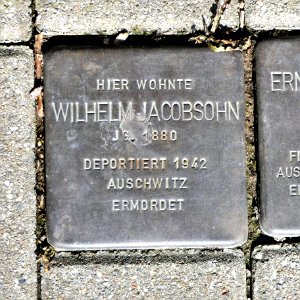 HIER WOHNTE
WILHELM JACOBSOHN
JG. 1880
DEPORTIERT 1942
AUSCHWITZ
ERMORDET